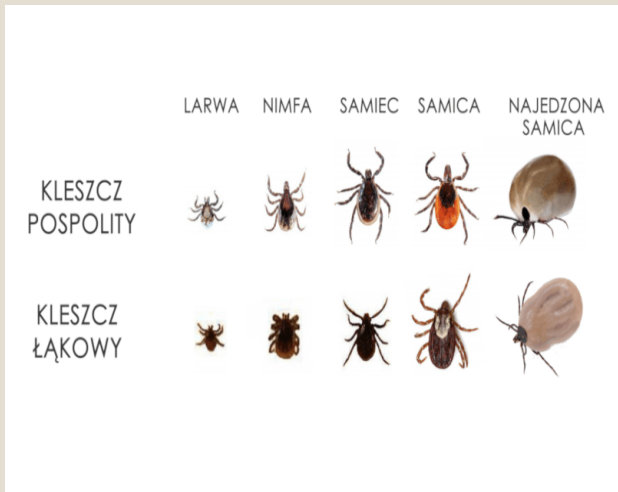 LARWA NIMFA SAMIEC SAMICA NAJEDZONA
SAMICA
KLESZCZ
POSPOLITY
KLESZCZ
ŁĄKOWY